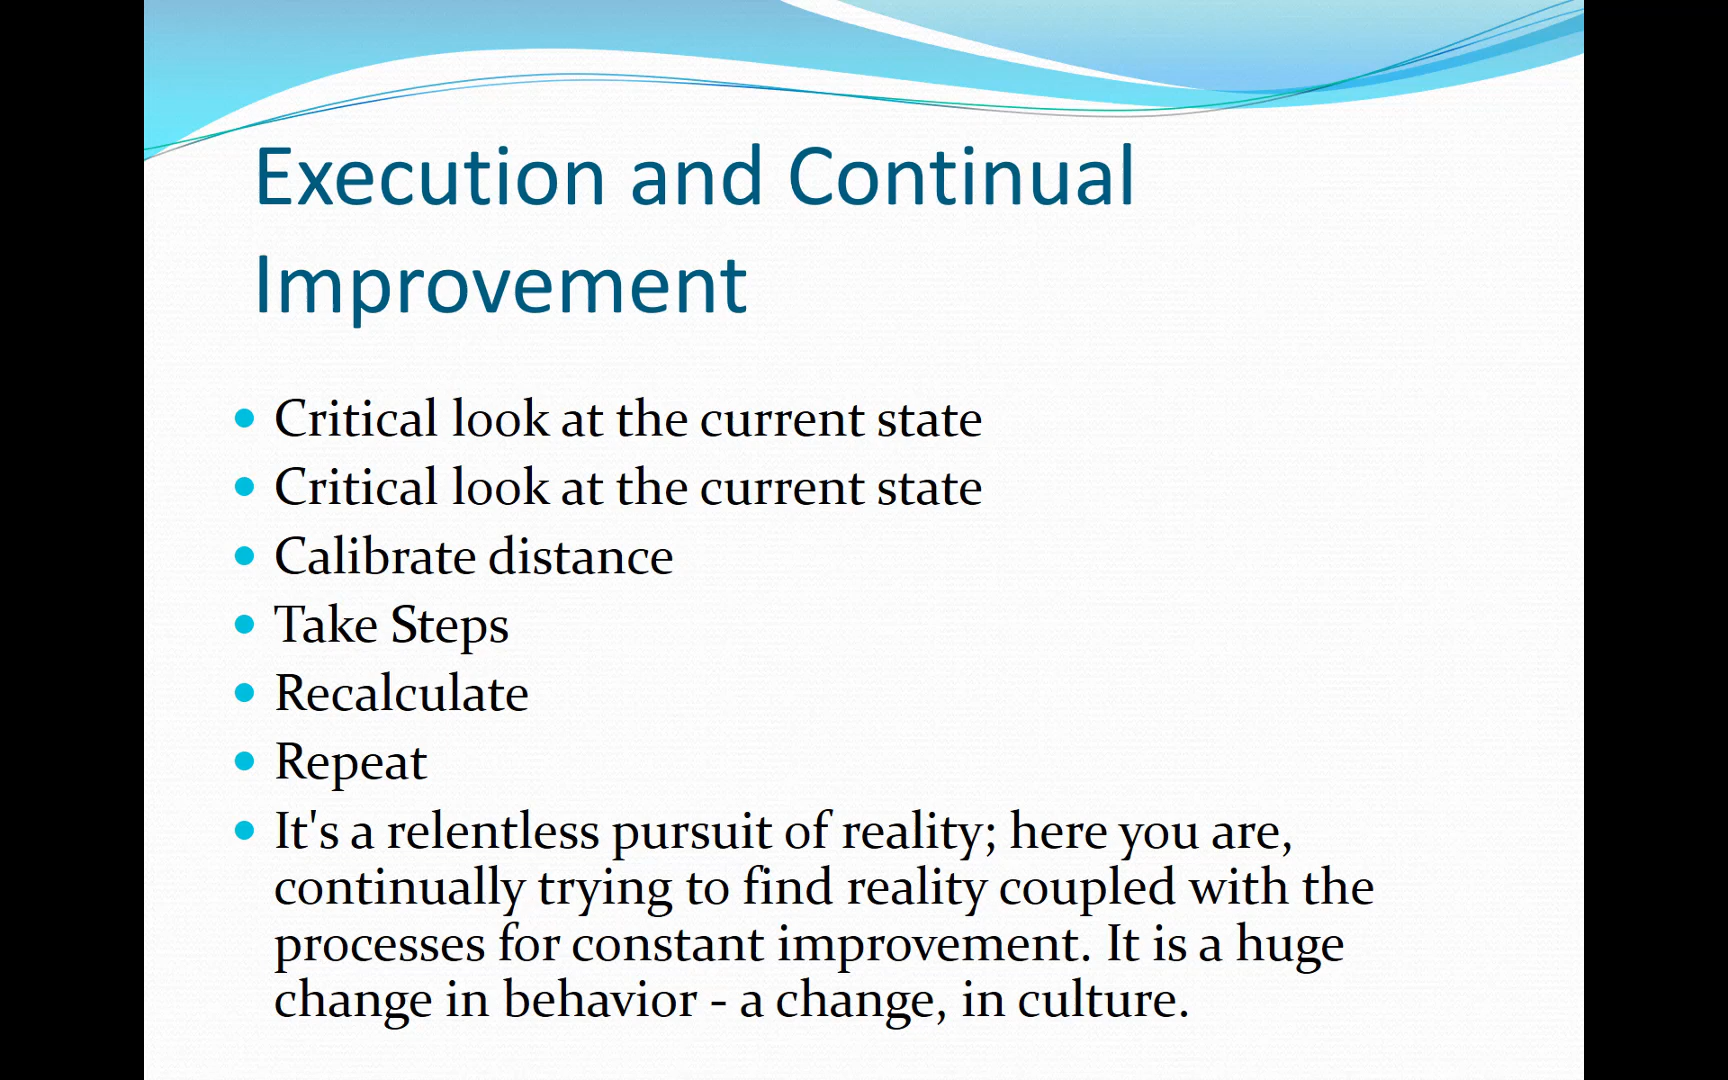 Execution and Continual
Improvement
• Critical look at the current state
• Critical look at the current state
• Calibrate distance
• Take Steps
• Recalculate
• Repeat
• It's a relentless pursuit of reality; here you are,
continually trying to find reality coupled with the
processes for constant improvement. It is a huge
change in behavior - a change, in culture.